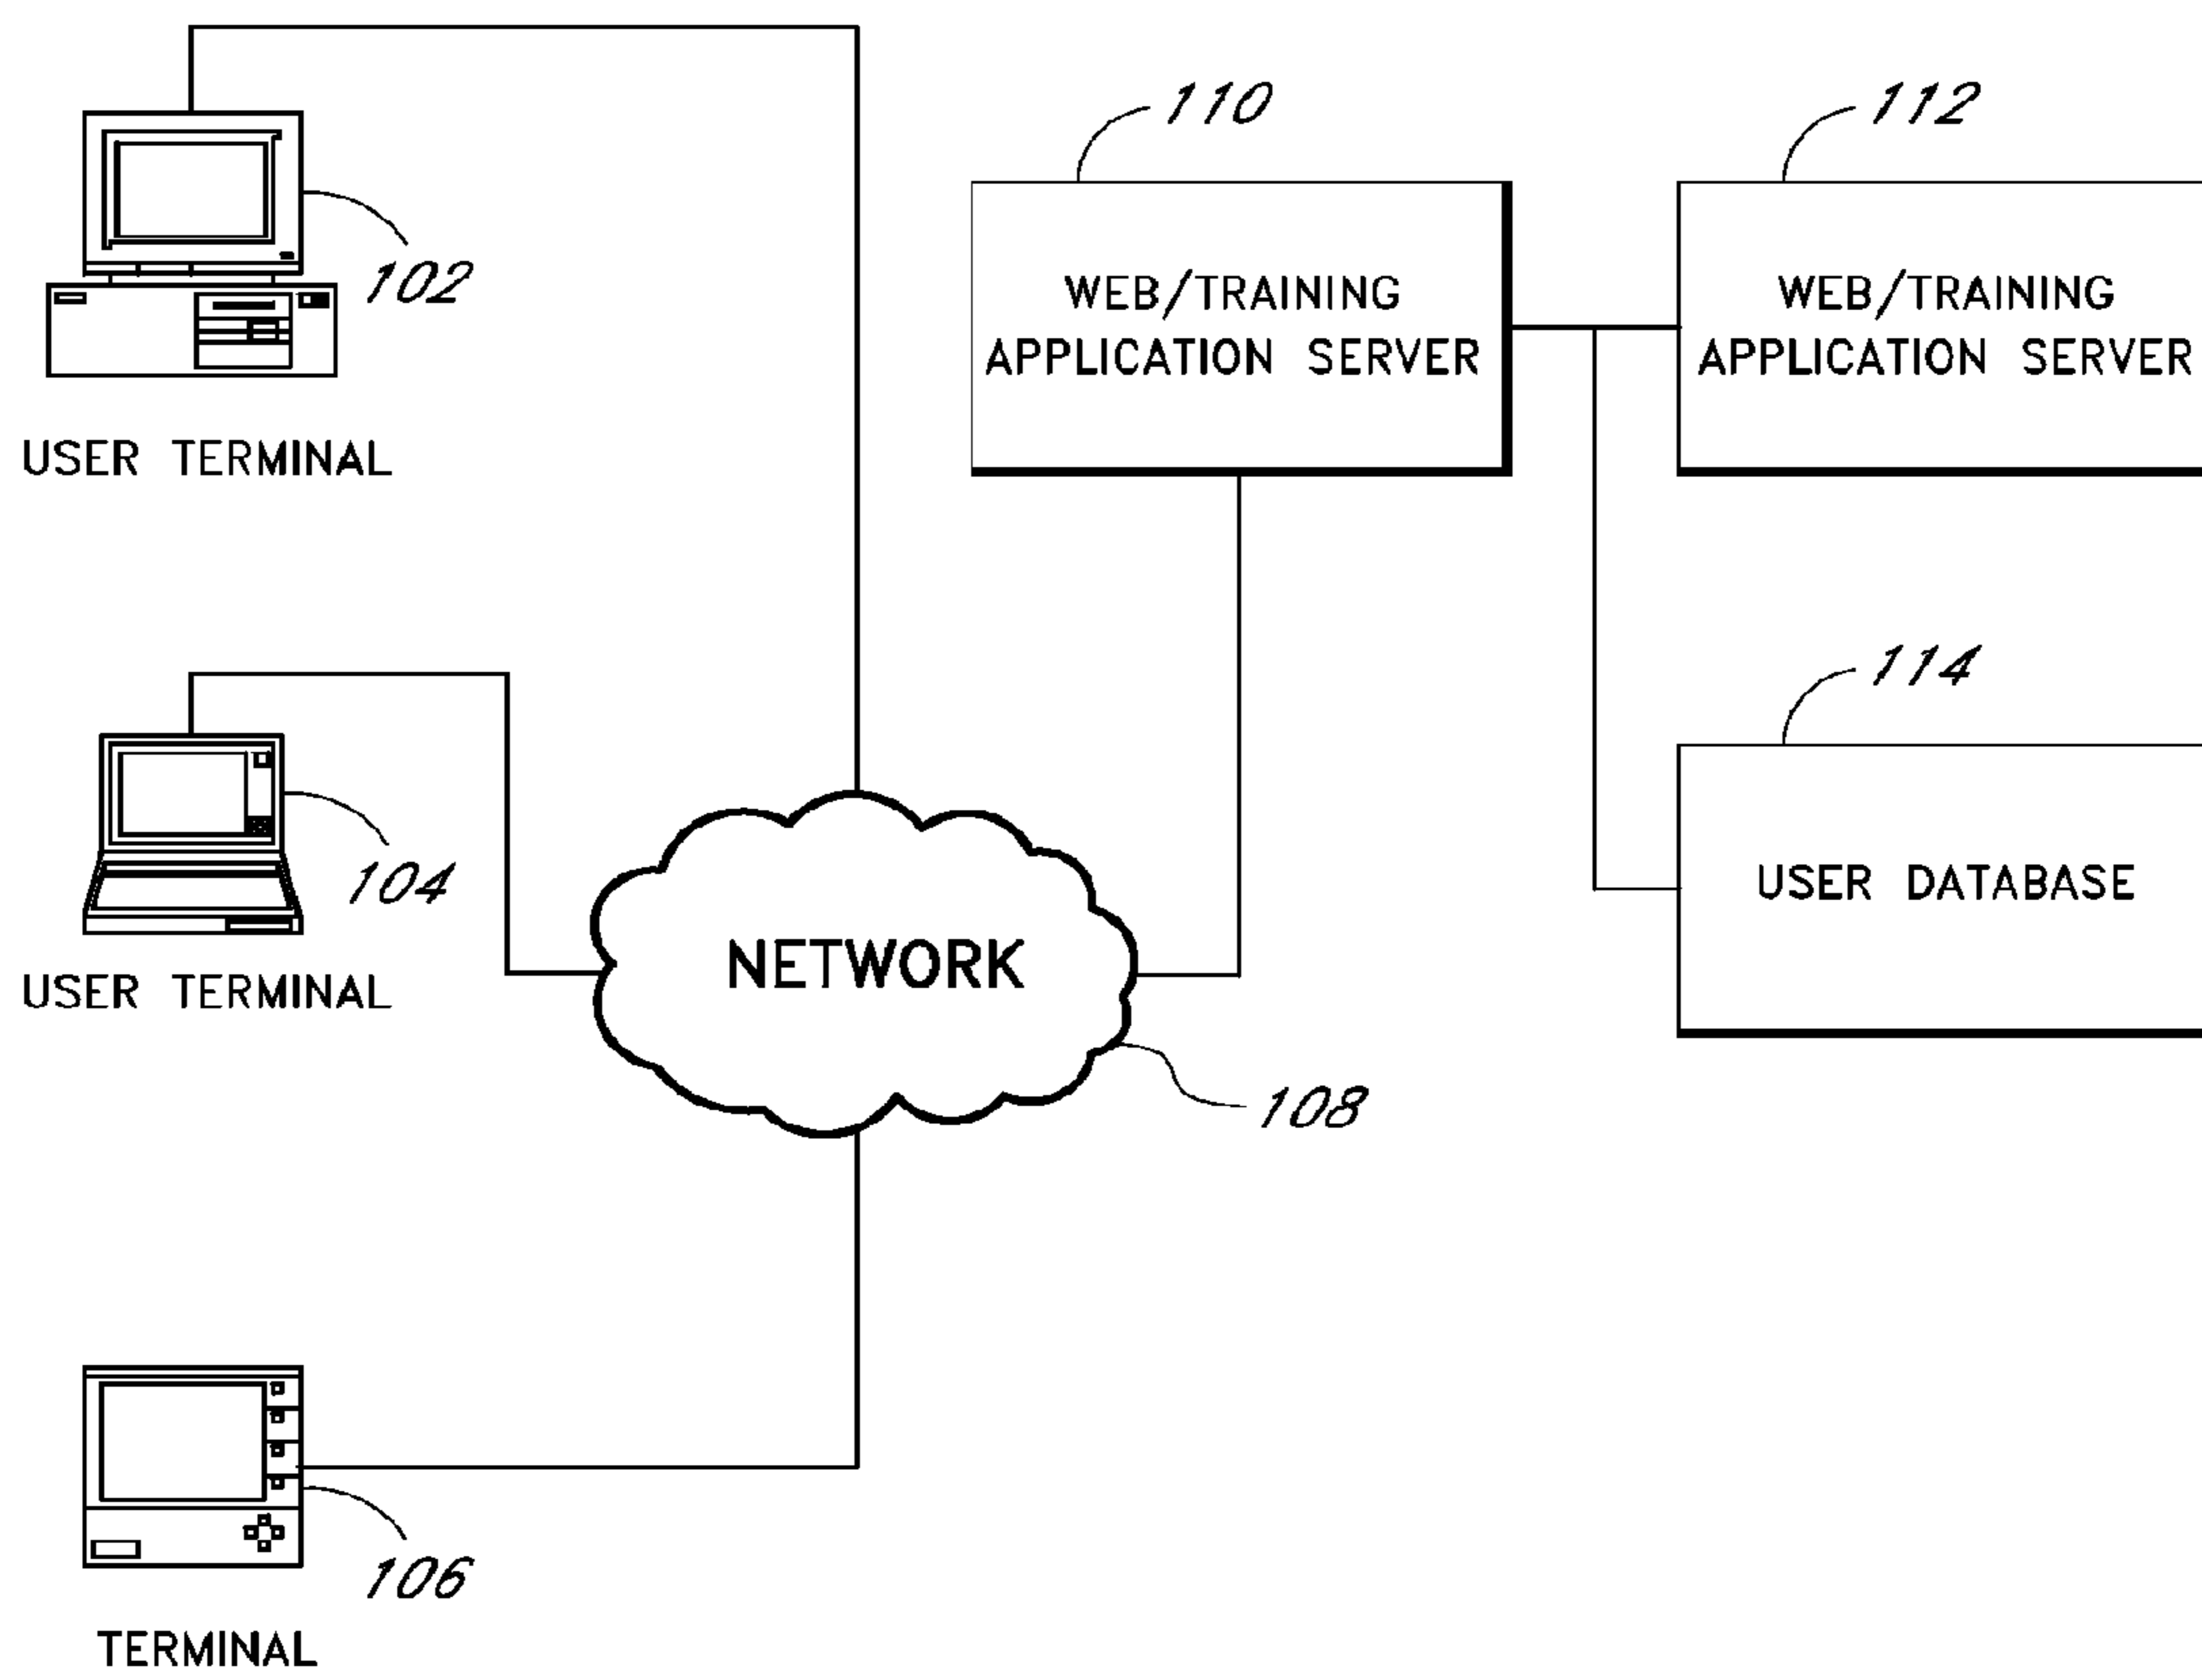 110
112
102
WEB/TRAINING
APPLICATION SERVER
WEB/TRAINING
APPLICATION SERVER
USER TERMINAL
114
104
USER DATABASE
NETWORK
USER TERMINAL
108
106
TERMINAL